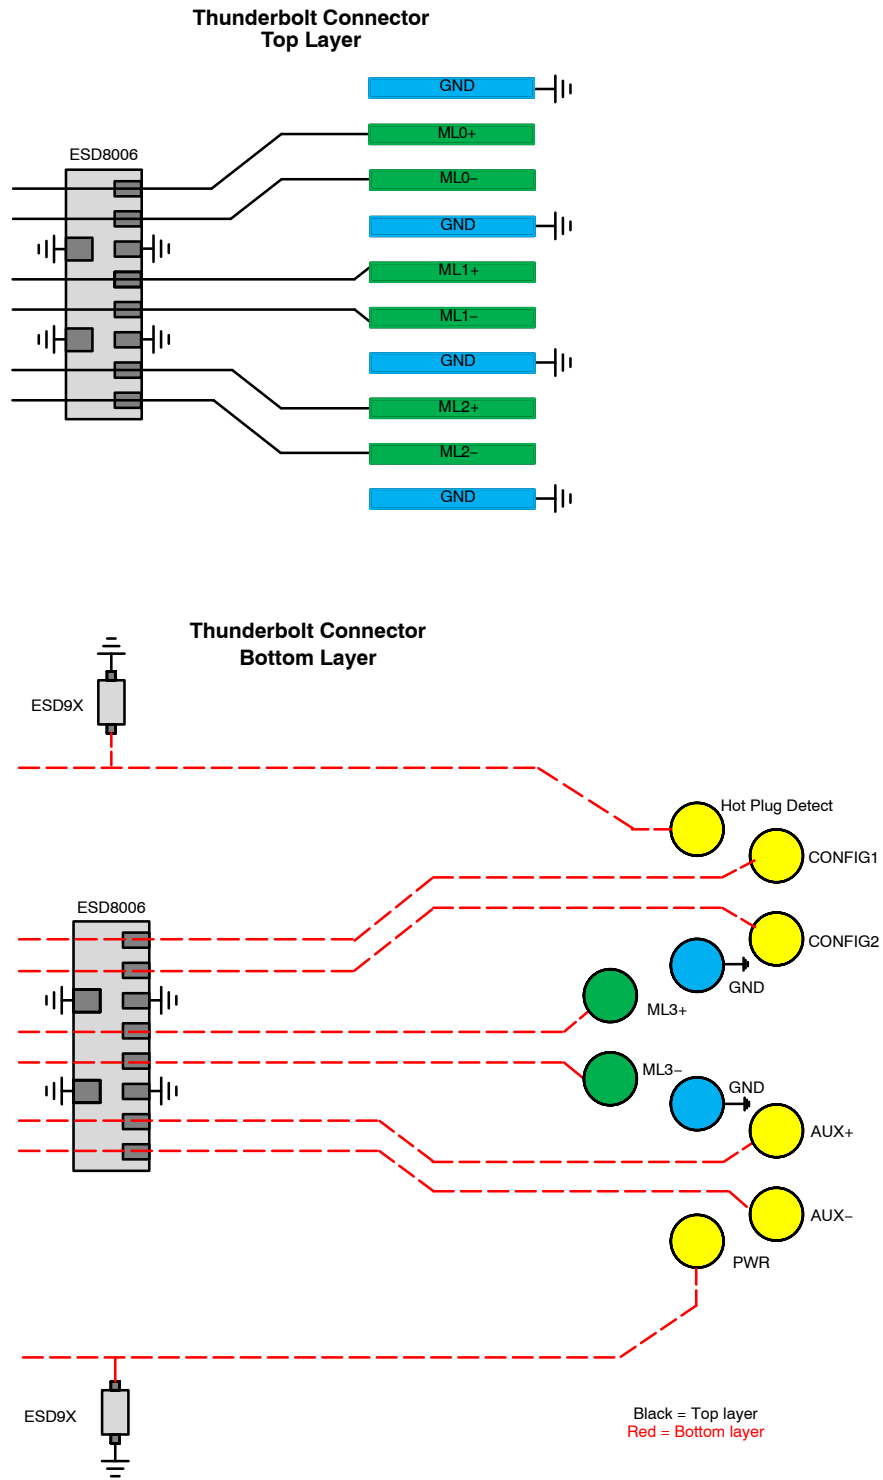 Thunderbolt Connector
Top Layer
GND
ML0+
ESD8006
ML0−
GND
ML1+
ML1−
GND
ML2+
ML2−
GND
Thunderbolt Connector
Bottom Layer
ESD9X
Hot Plug Detect
CONFIG1
ESD8006
CONFIG2
GND
ML3+
ML3−
GND
AUX+
AUX−
PWR
ESD9X
Black = Top layer
Red = Bottom layer